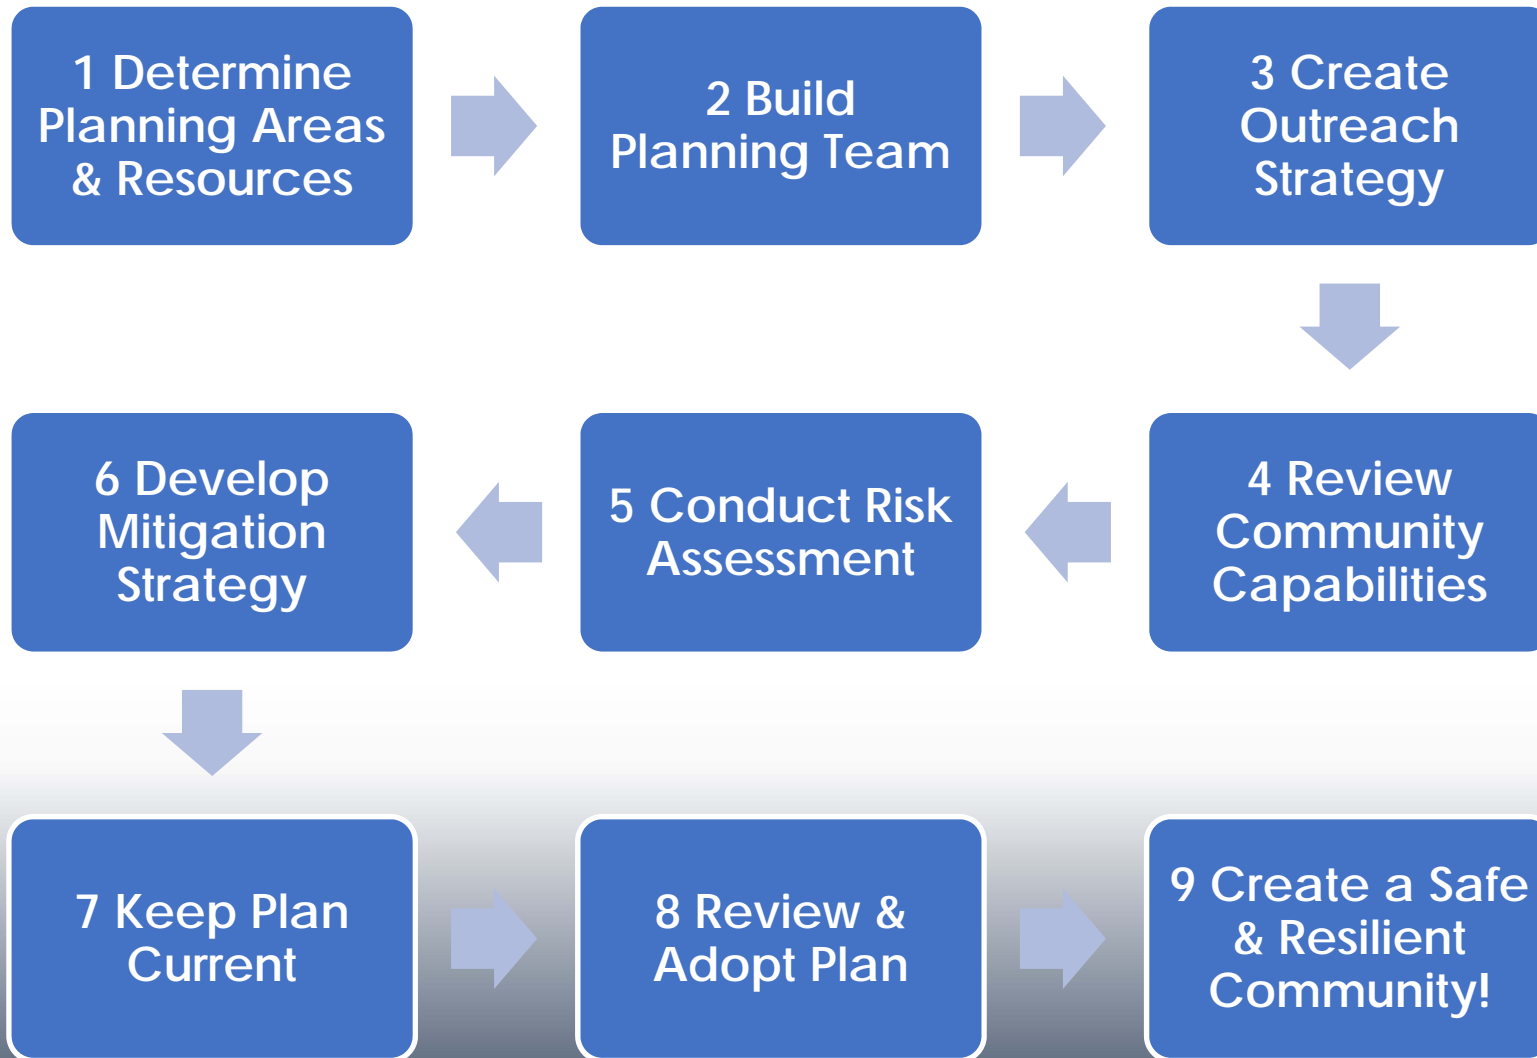 1 Determine
Planning Areas
& Resources
2 Build
Planning Team
3 Create
Outreach
Strategy
4 Review
Community
Capabilities
5 Conduct Risk
Assessment
6 Develop
Mitigation
Strategy
7 Keep Plan
Current
8 Review &
Adopt Plan
9 Create a Safe
& Resilient
Community!